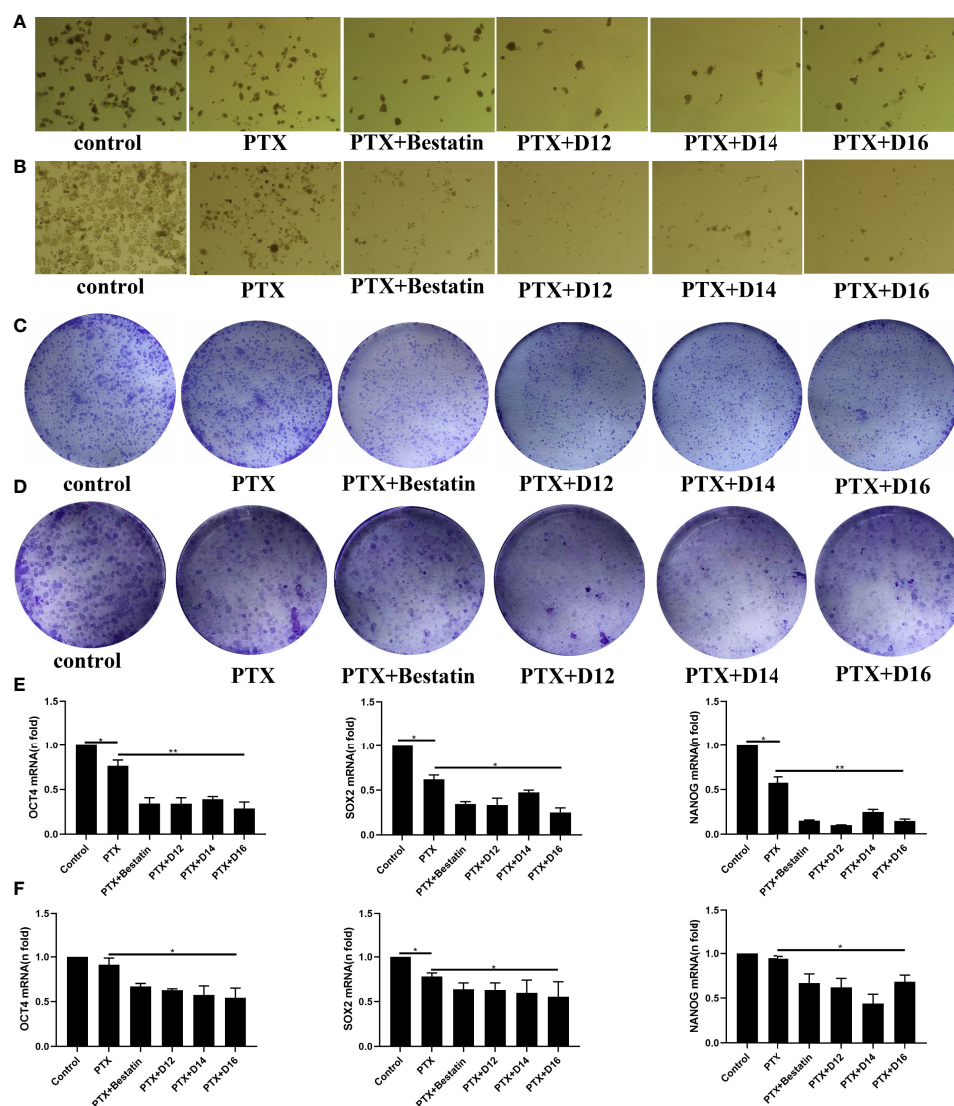 A
control PTX PTX+Bestatin PTX+D12 PTX+D14 PTX+D16
B
control PTX PTX+Bestatin PTX+D12 PTX+D14 PTX+D16
C
control PTX PTX+Bestatin PTX+D12 PTX+D14 PTX+D16
D
control PTX PTX+Bestatin PTX+D12 PTX+D14 PTX+D16
E
OCT4 mRNA(n fold)
1.5
1.0
0.5
0.0
* **
Control PTX PTX+Bestatin PTX+D12 PTX+D14 PTX+D16
SOX2 mRNA(n fold)
1.5
1.0
0.5
0.0
* *
Control PTX PTX+Bestatin PTX+D12 PTX+D14 PTX+D16
NANOG mRNA(n fold)
1.5
1.0
0.5
0.0
* **
Control PTX PTX+Bestatin PTX+D12 PTX+D14 PTX+D16
F
OCT4 mRNA(n fold)
1.5
1.0
0.5
0.0
*
Control PTX PTX+Bestatin PTX+D12 PTX+D14 PTX+D16
SOX2 mRNA(n fold)
1.5
1.0
0.5
0.0
* *
Control PTX PTX+Bestatin PTX+D12 PTX+D14 PTX+D16
NANOG mRNA(n fold)
1.5
1.0
0.5
0.0
*
Control PTX PTX+Bestatin PTX+D12 PTX+D14 PTX+D16